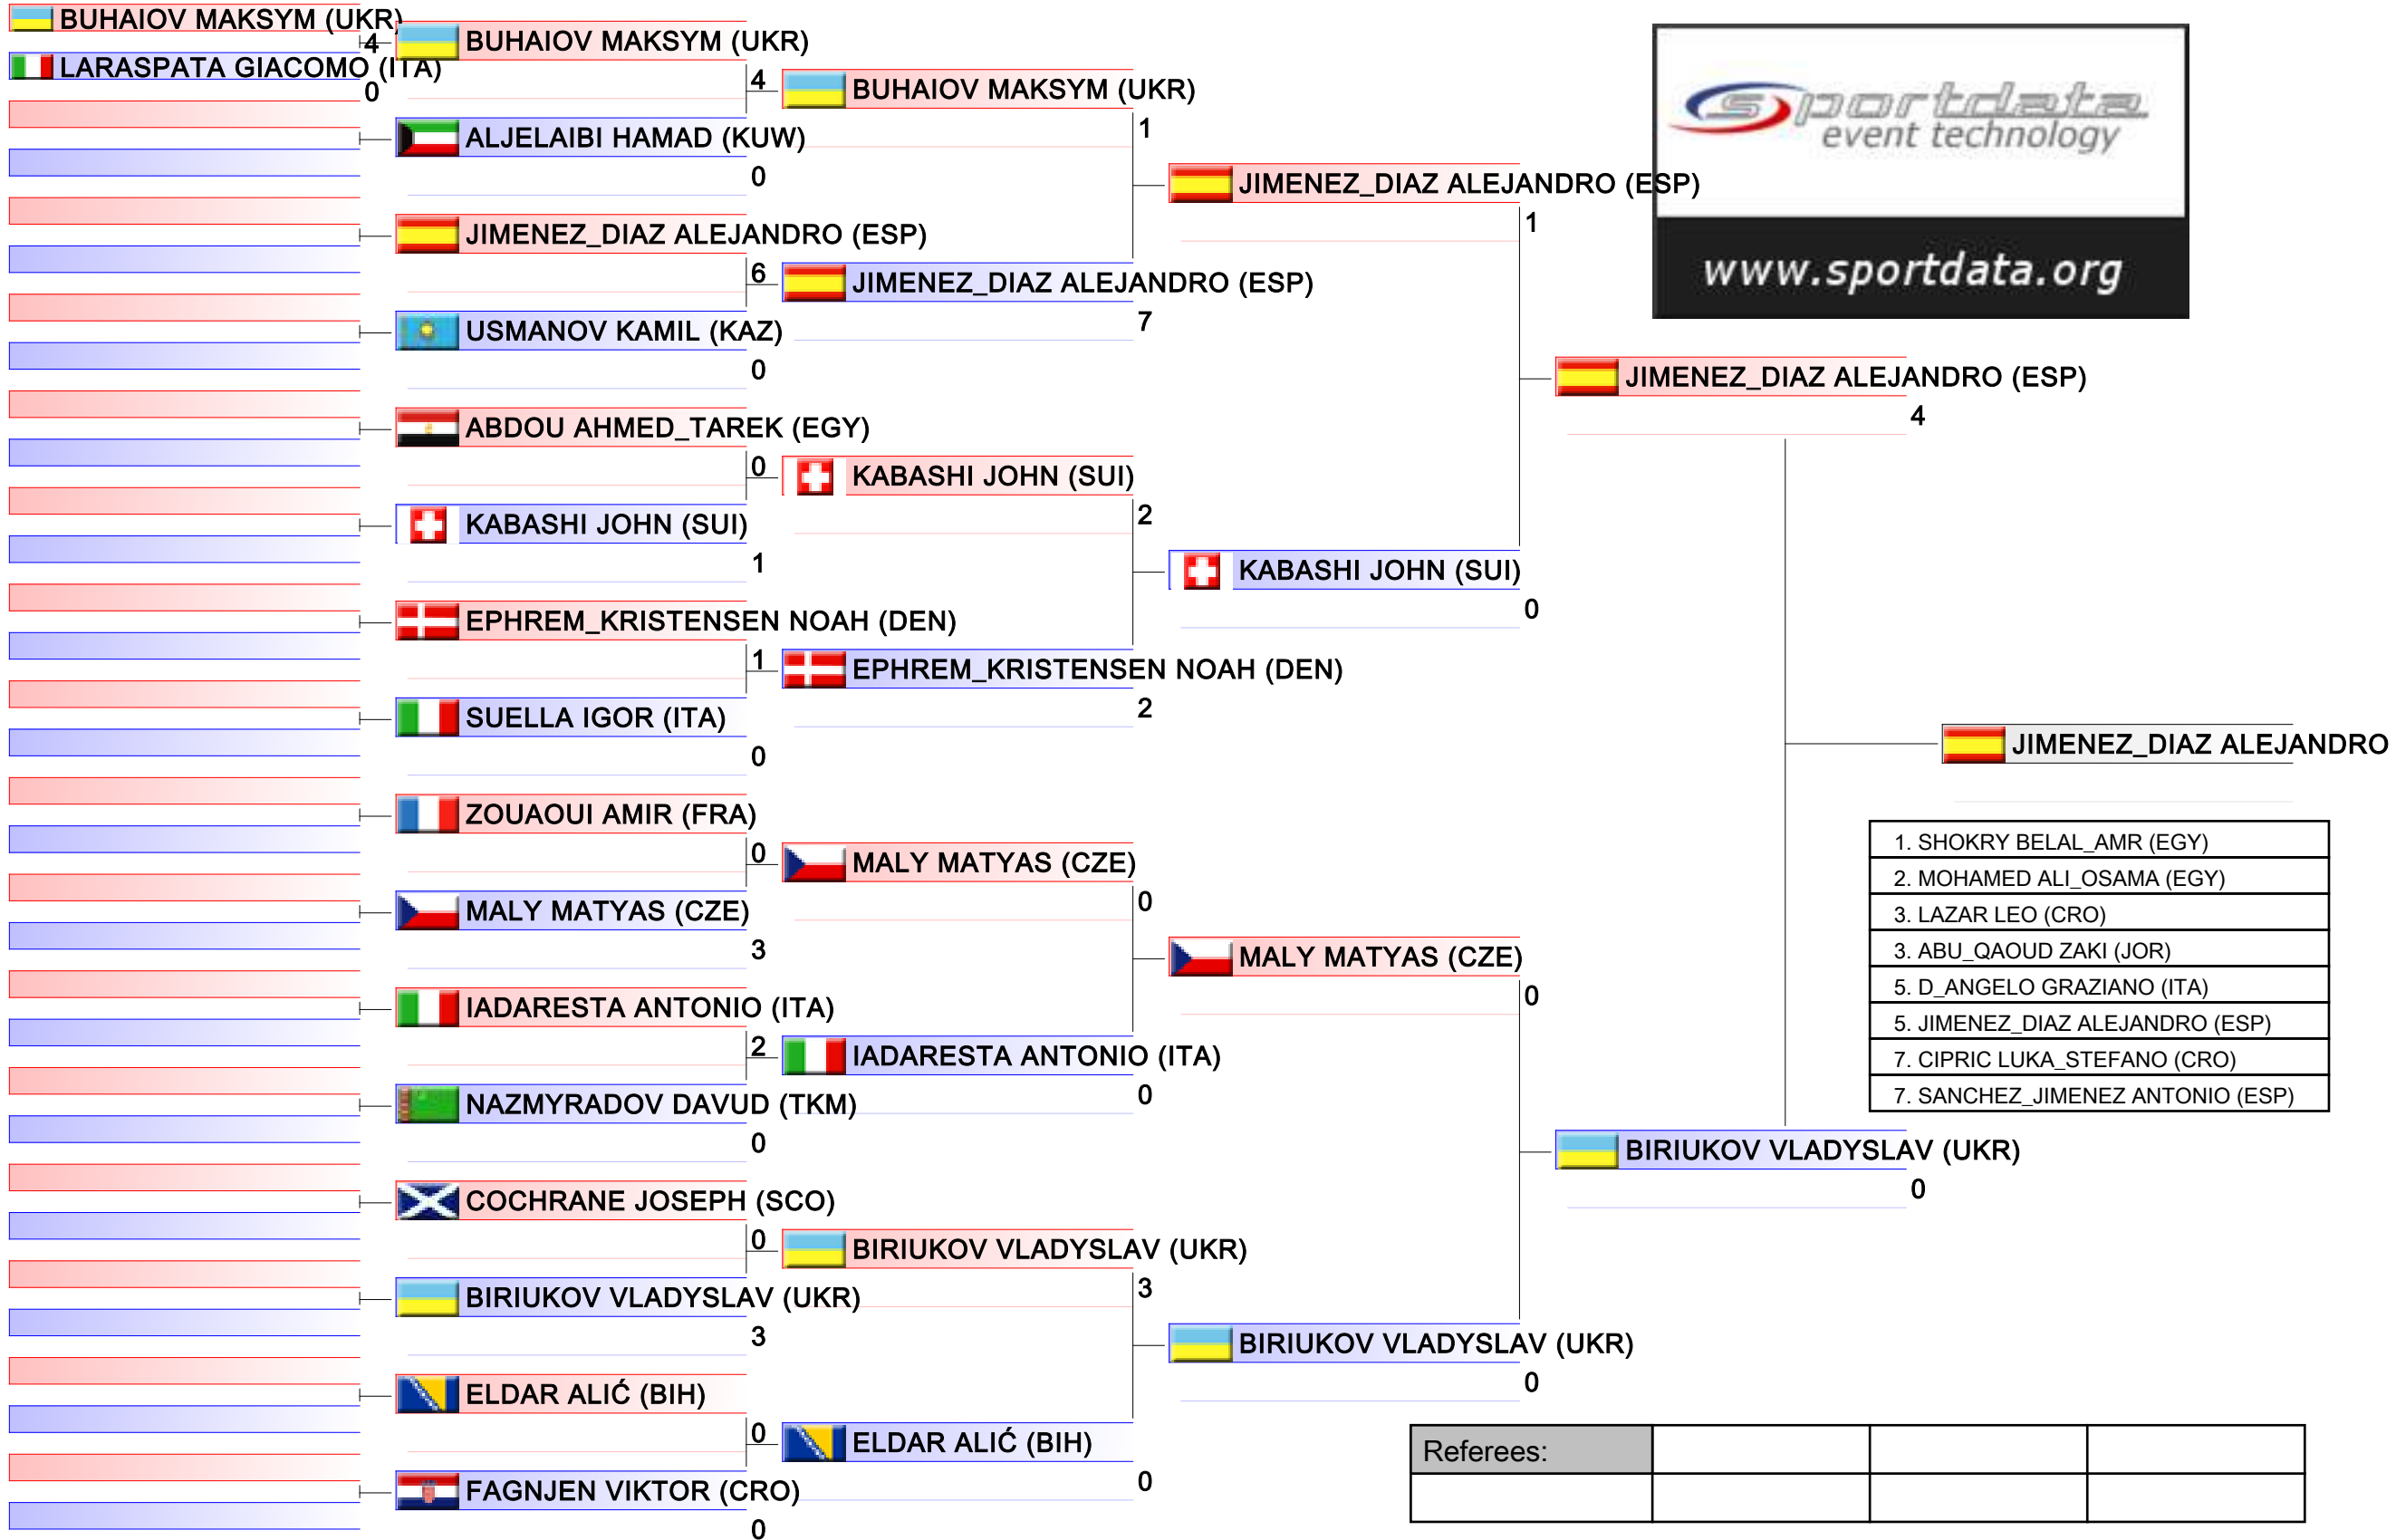 BUHAIOV MAKSYM (UKR)
4
LARASPATA GIACOMO (ITA)
0
BUHAIOV MAKSYM (UKR)
4
ALJELAIBI HAMAD (KUW)
0
JIMENEZ_DIAZ ALEJANDRO (ESP)
6
USMANOV KAMIL (KAZ)
0
ABDOU AHMED_TAREK (EGY)
0
KABASHI JOHN (SUI)
1
EPHREM_KRISTENSEN NOAH (DEN)
1
SUELLA IGOR (ITA)
0
ZOUAOUI AMIR (FRA)
0
MALY MATYAS (CZE)
3
IADARESTA ANTONIO (ITA)
2
NAZMYRADOV DAVUD (TKM)
0
COCHRANE JOSEPH (SCO)
0
BIRIUKOV VLADYSLAV (UKR)
3
ELDAR ALIĆ (BIH)
0
FAGNJEN VIKTOR (CRO)
0
BUHAIOV MAKSYM (UKR)
1
JIMENEZ_DIAZ ALEJANDRO (ESP)
7
KABASHI JOHN (SUI)
2
EPHREM_KRISTENSEN NOAH (DEN)
2
MALY MATYAS (CZE)
0
IADARESTA ANTONIO (ITA)
0
BIRIUKOV VLADYSLAV (UKR)
3
ELDAR ALIĆ (BIH)
0
JIMENEZ_DIAZ ALEJANDRO (ESP)
1
KABASHI JOHN (SUI)
0
MALY MATYAS (CZE)
0
BIRIUKOV VLADYSLAV (UKR)
0
JIMENEZ_DIAZ ALEJANDRO (ESP)
4
BIRIUKOV VLADYSLAV (UKR)
0
JIMENEZ_DIAZ ALEJANDRO
sportdata
event technology
www.sportdata.org
1. SHOKRY BELAL_AMR (EGY)
2. MOHAMED ALI_OSAMA (EGY)
3. LAZAR LEO (CRO)
3. ABU_QAOUD ZAKI (JOR)
5. D_ANGELO GRAZIANO (ITA)
5. JIMENEZ_DIAZ ALEJANDRO (ESP)
7. CIPRIC LUKA_STEFANO (CRO)
7. SANCHEZ_JIMENEZ ANTONIO (ESP)
Referees: